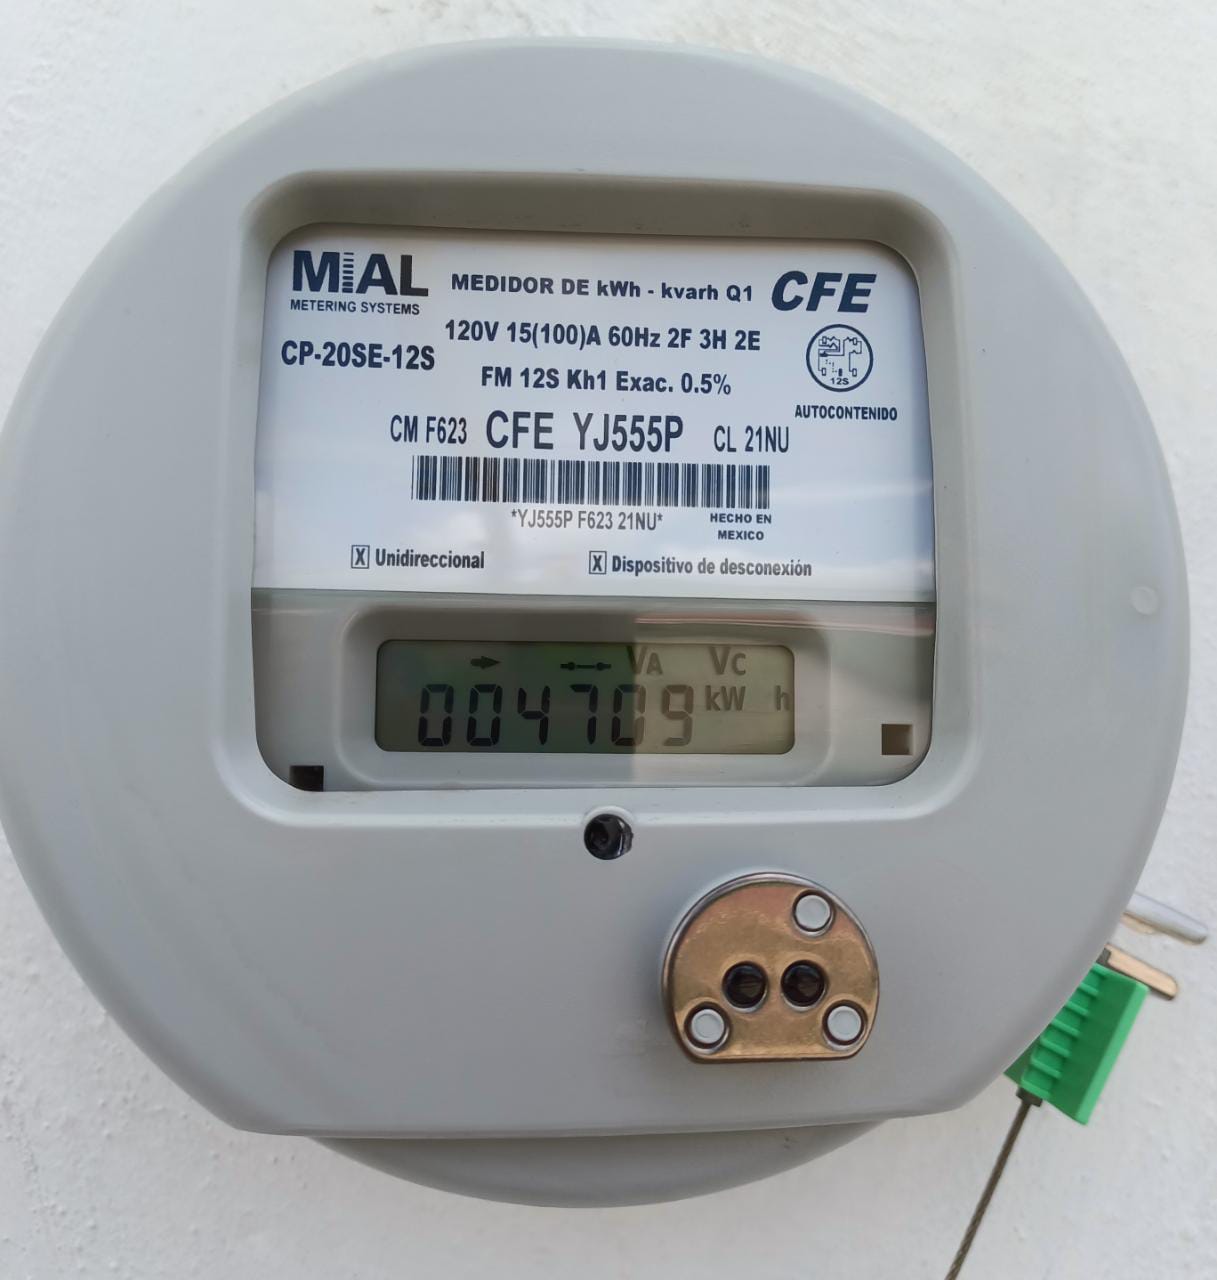 MIAL
METERING SYSTEMS
MEDIDOR DE kWh - kvarh Q1
CFE
120V 15(100)A 60Hz 2F 3H 2E
CP-20SE-12S
FM 12S Kh1 Exac. 0.5%
12S
AUTOCONTENIDO
CM F623 CFE YJ555P CL 21NU
*YJ555P F623 21NU*
HECHO EN
MEXICO
X Unidireccional
X Dispositivo de desconexión
VA VC
004709 kW h